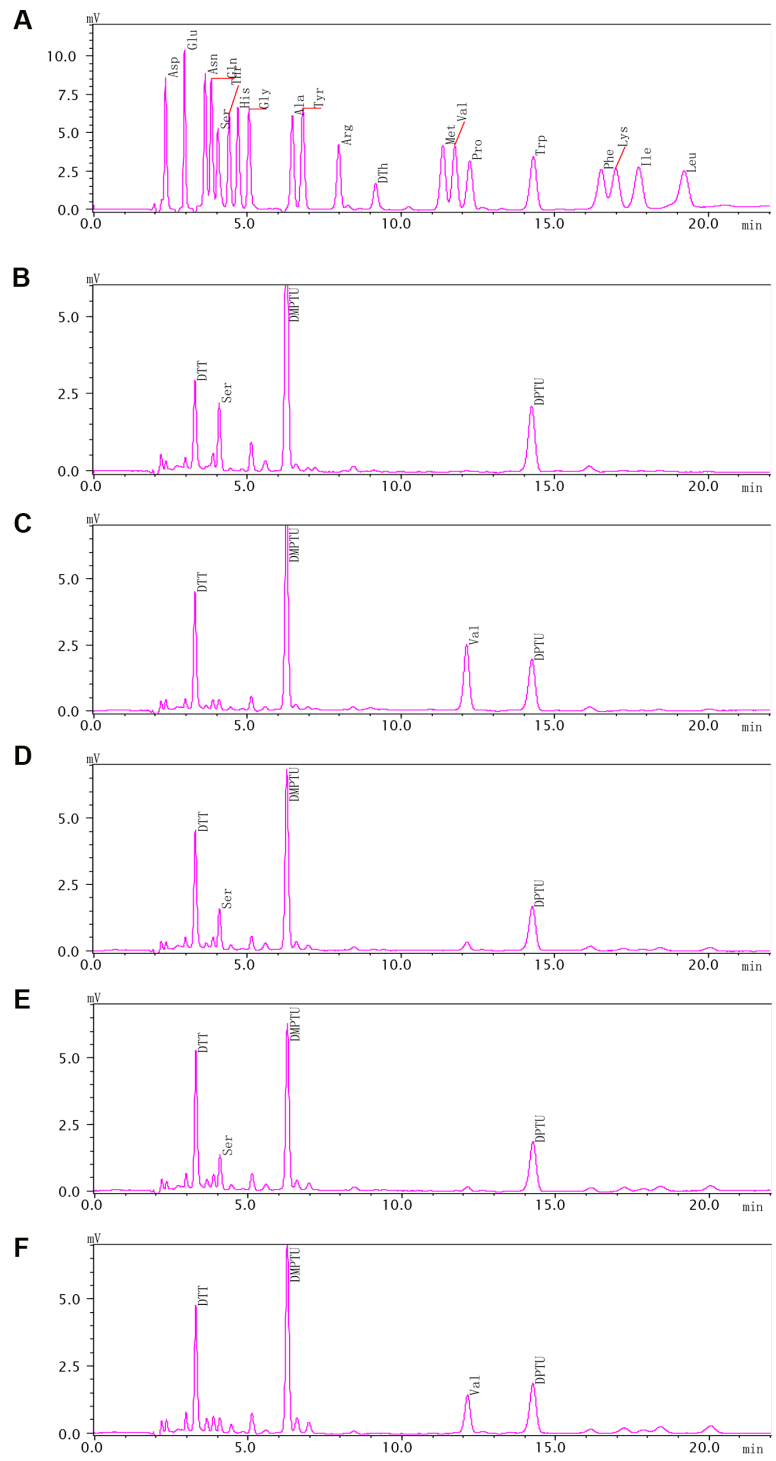 A
mV
Asp
Glu
Asn
Gln
Ser
Thr
His
Gly
Ala
Tyr
Arg
DTh
Met
Val
Pro
Trp
Phe
Lys
Ile
Leu
10.0
7.5
5.0
2.5
0.0
0.0 5.0 10.0 15.0 20.0
min
B
mV
DTT
Ser
DMPTU
DPTU
5.0
2.5
0.0
0.0 5.0 10.0 15.0 20.0
min
C
mV
DTT
DMPTU
Val
DPTU
5.0
2.5
0.0
0.0 5.0 10.0 15.0 20.0
min
D
mV
DTT
Ser
DMPTU
DPTU
5.0
2.5
0.0
0.0 5.0 10.0 15.0 20.0
min
E
mV
DTT
Ser
DMPTU
DPTU
5.0
2.5
0.0
0.0 5.0 10.0 15.0 20.0
min
F
mV
DTT
DMPTU
Val
DPTU
5.0
2.5
0.0
0.0 5.0 10.0 15.0 20.0
min